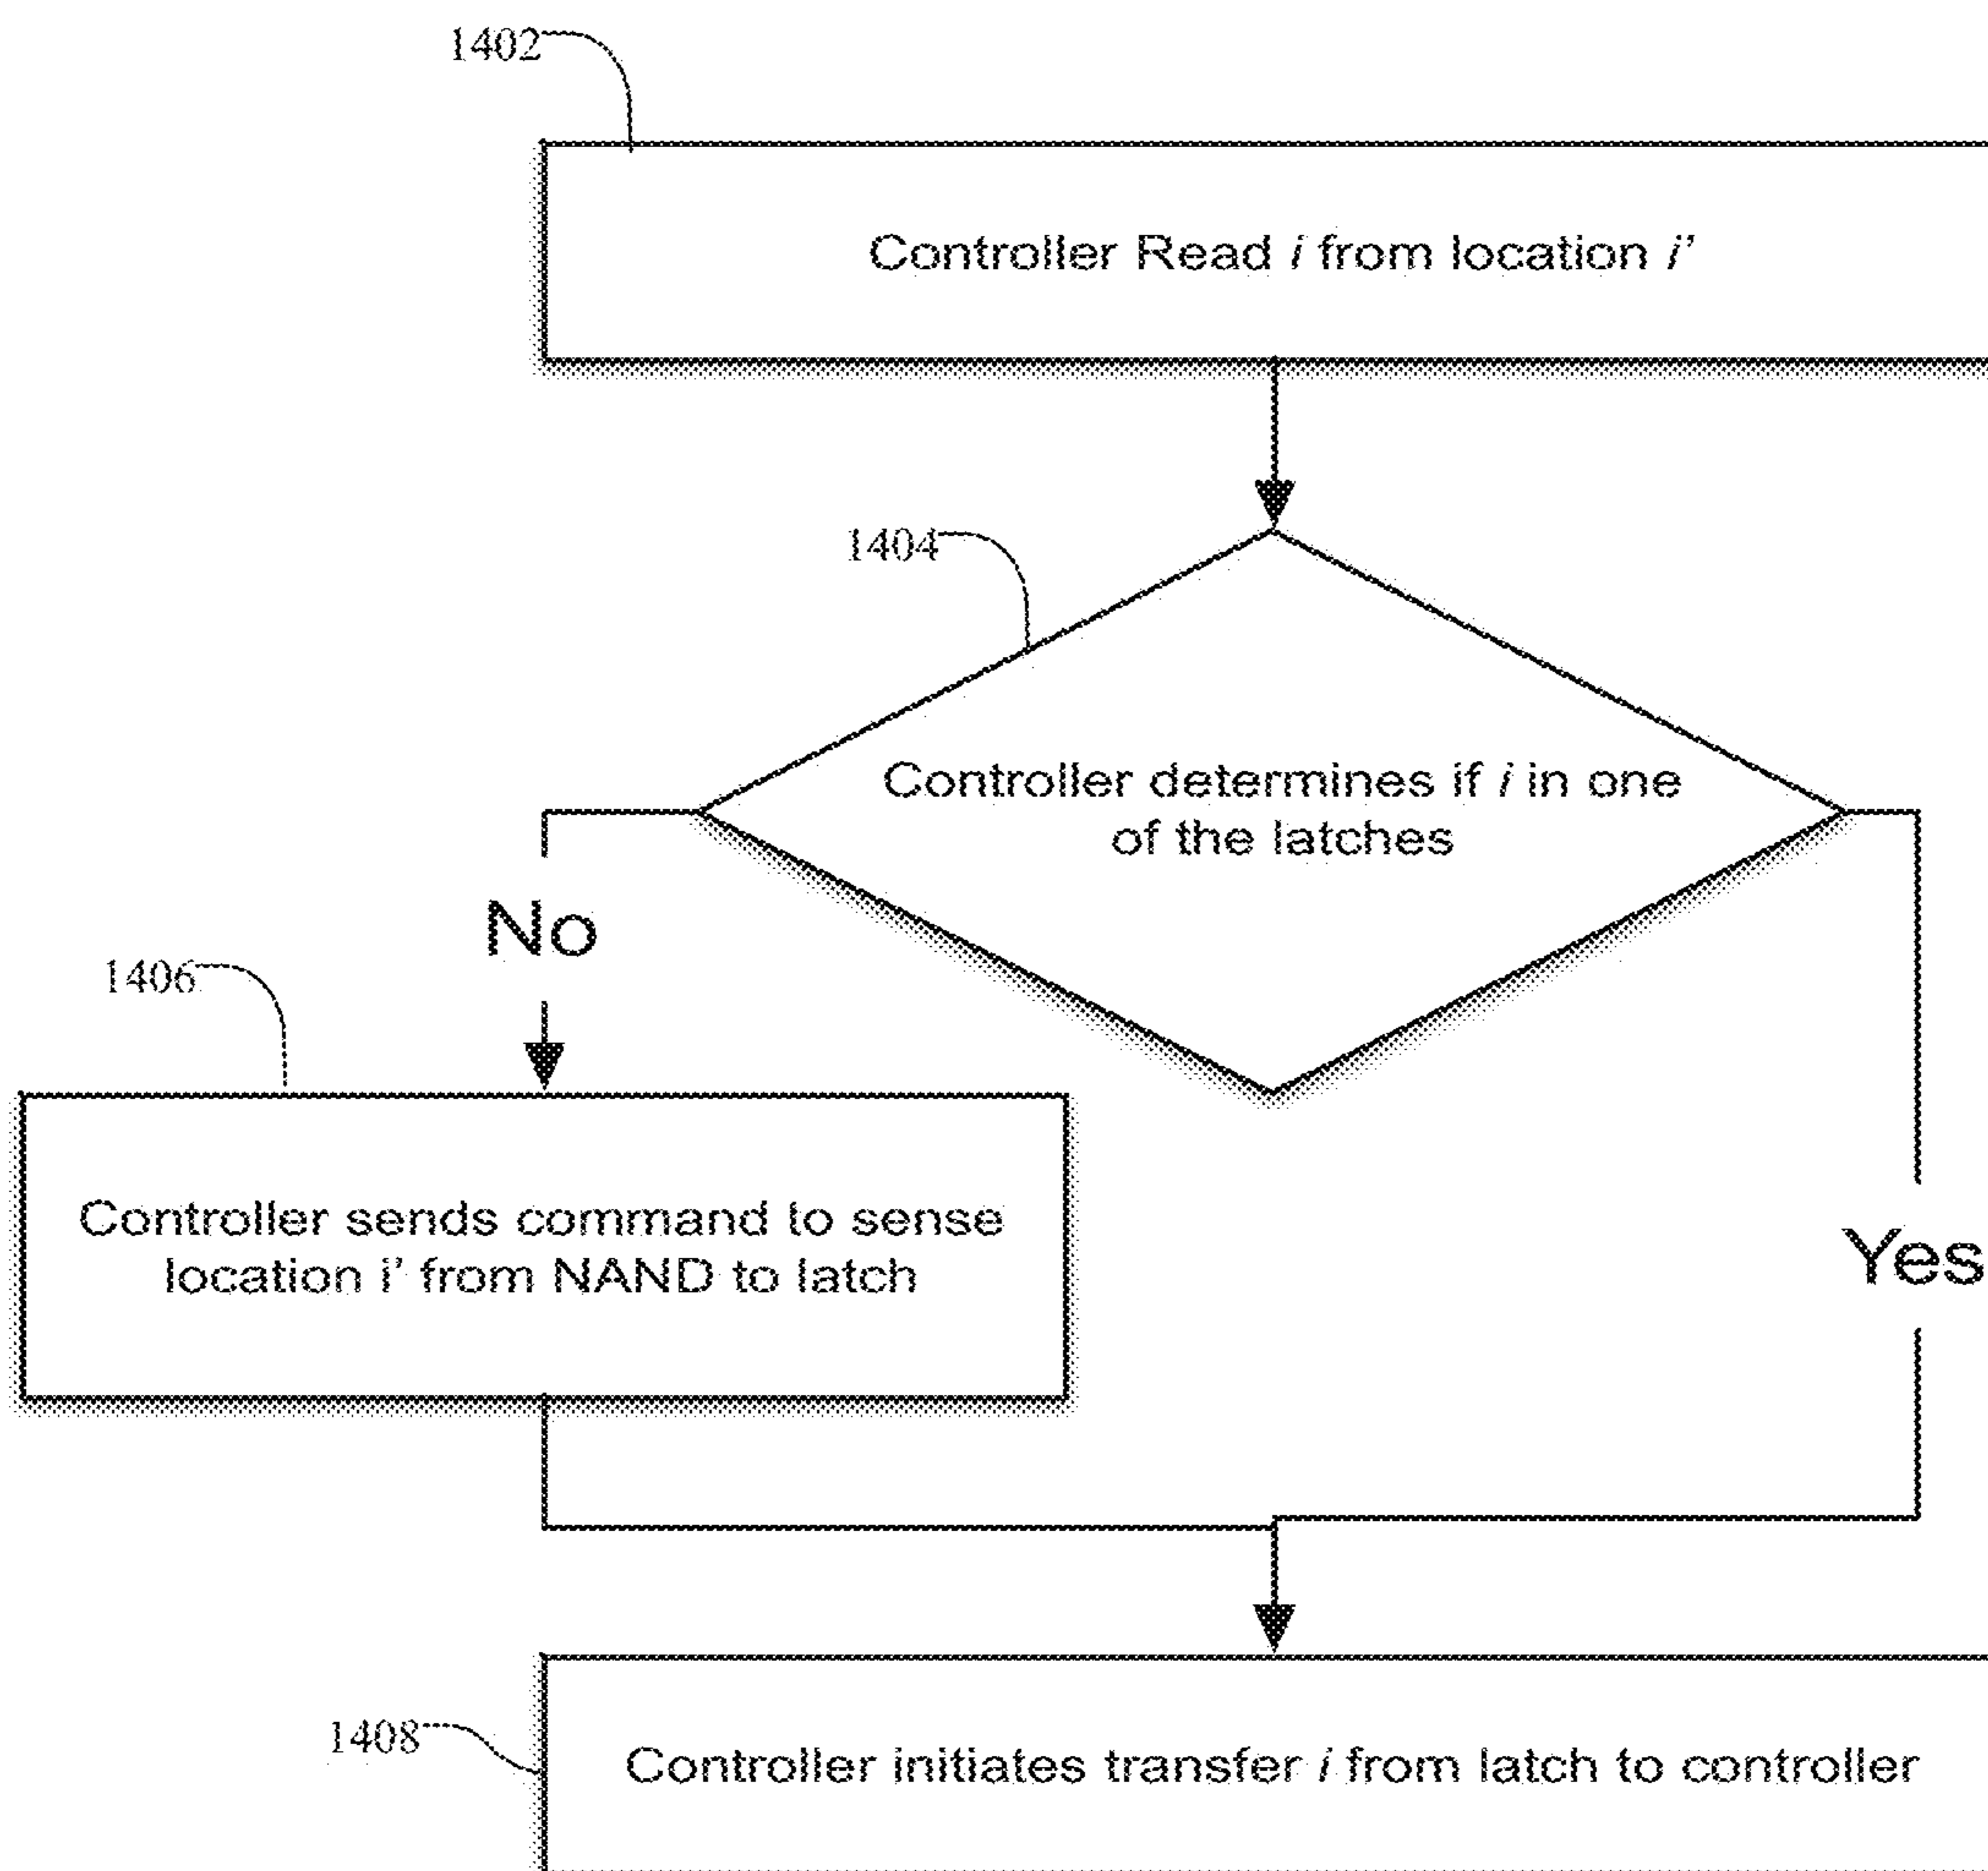 1402
Controller Read i from location i'
1404
Controller determines if i in one
of the latches
No
1406
Controller sends command to sense
location i' from NAND to latch
Yes
1408
Controller initiates transfer i from latch to controller